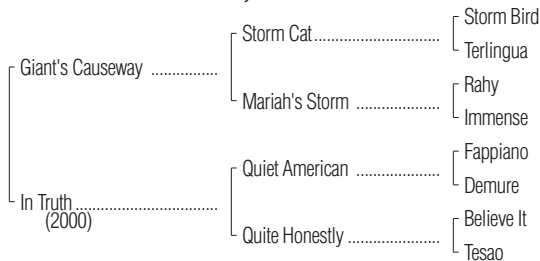 Storm Bird
Storm Cat
Terlingua
Giant's Causeway
Rahy
Mariah's Storm
Immense
Fappiano
Quiet American
Demure
In Truth
(2000)
Believe It
Quite Honestly
Tesao